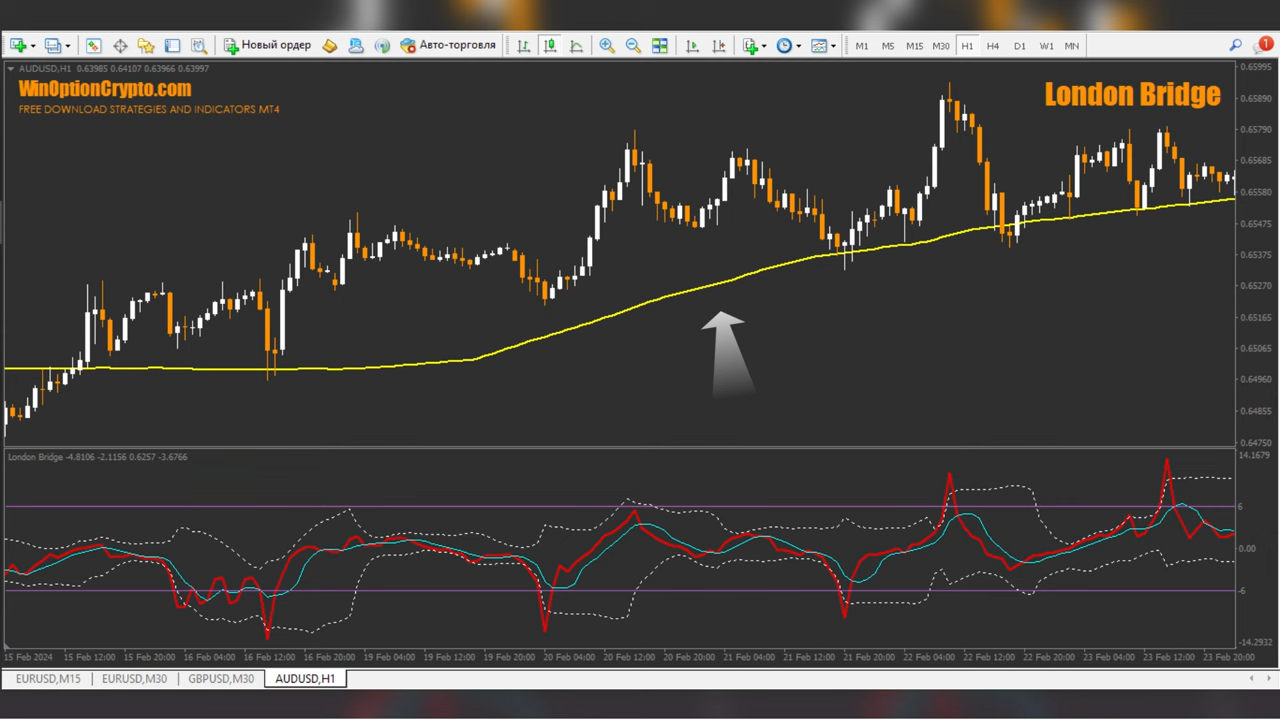 Новый ордер Авто-торговля M1 M5 M15 M30 H1 H4 D1 W1 MN 1
AUDUSD,H1 0.63985 0.64107 0.63966 0.63997
WinOptionCrypto.com
FREE DOWNLOAD STRATEGIES AND INDICATORS MT4
London Bridge
0.65995
0.65890
0.65790
0.65685
0.65580
0.65475
0.65375
0.65270
0.65165
0.65065
0.64960
0.64855
0.64750
London Bridge -4.8106 -2.1156 0.6257 -3.6766
14.1679
6
0.00
-6
-14.2932
15 Feb 2024 15 Feb 12:00 15 Feb 20:00 16 Feb 04:00 16 Feb 12:00 16 Feb 20:00 19 Feb 04:00 19 Feb 12:00 19 Feb 20:00 20 Feb 04:00 20 Feb 12:00 20 Feb 20:00 21 Feb 04:00 21 Feb 12:00 21 Feb 20:00 22 Feb 04:00 22 Feb 12:00 22 Feb 20:00 23 Feb 04:00 23 Feb 12:00 23 Feb 20:00
EURUSD,M15 EURUSD,M30 GBPUSD,M30 AUDUSD,H1